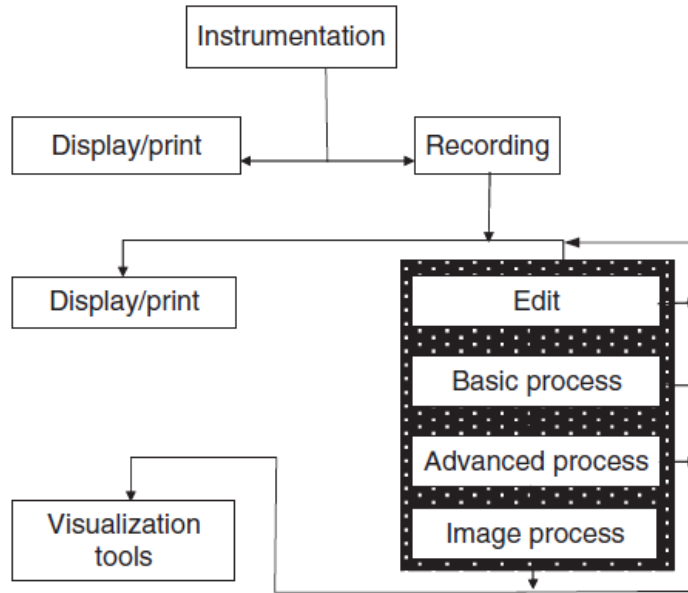 Instrumentation
Display/print
Recording
Display/print
Edit
Basic process
Advanced process
Image process
Visualization
tools